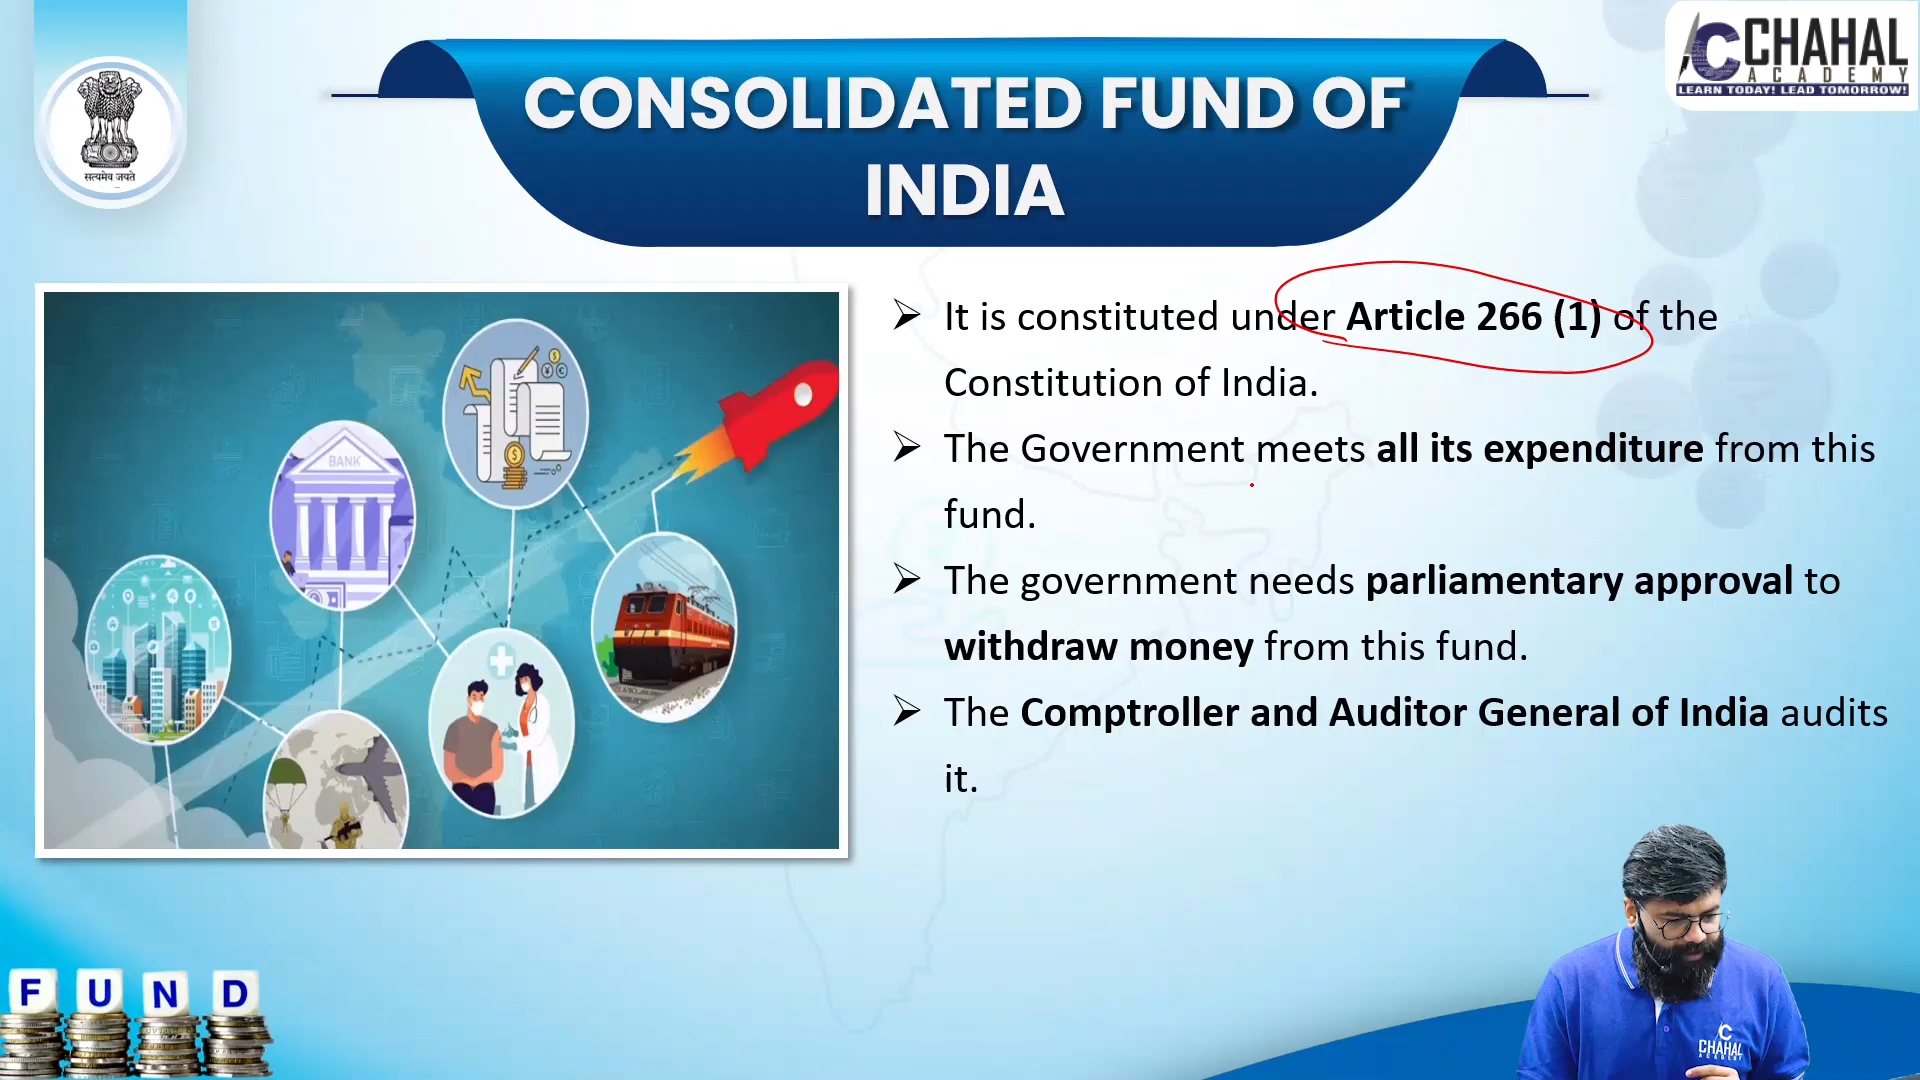 CHAHAL
ACADEMY
LEARN TODAY! LEAD TOMORROW!
CONSOLIDATED FUND OF
INDIA
सत्यमेव जयते
➢ It is constituted under Article 266 (1) of the
Constitution of India.
➢ The Government meets all its expenditure from this
fund.
➢ The government needs parliamentary approval to
withdraw money from this fund.
➢ The Comptroller and Auditor General of India audits
it.
BANK
FUND
CHAHAL
ACADEMY